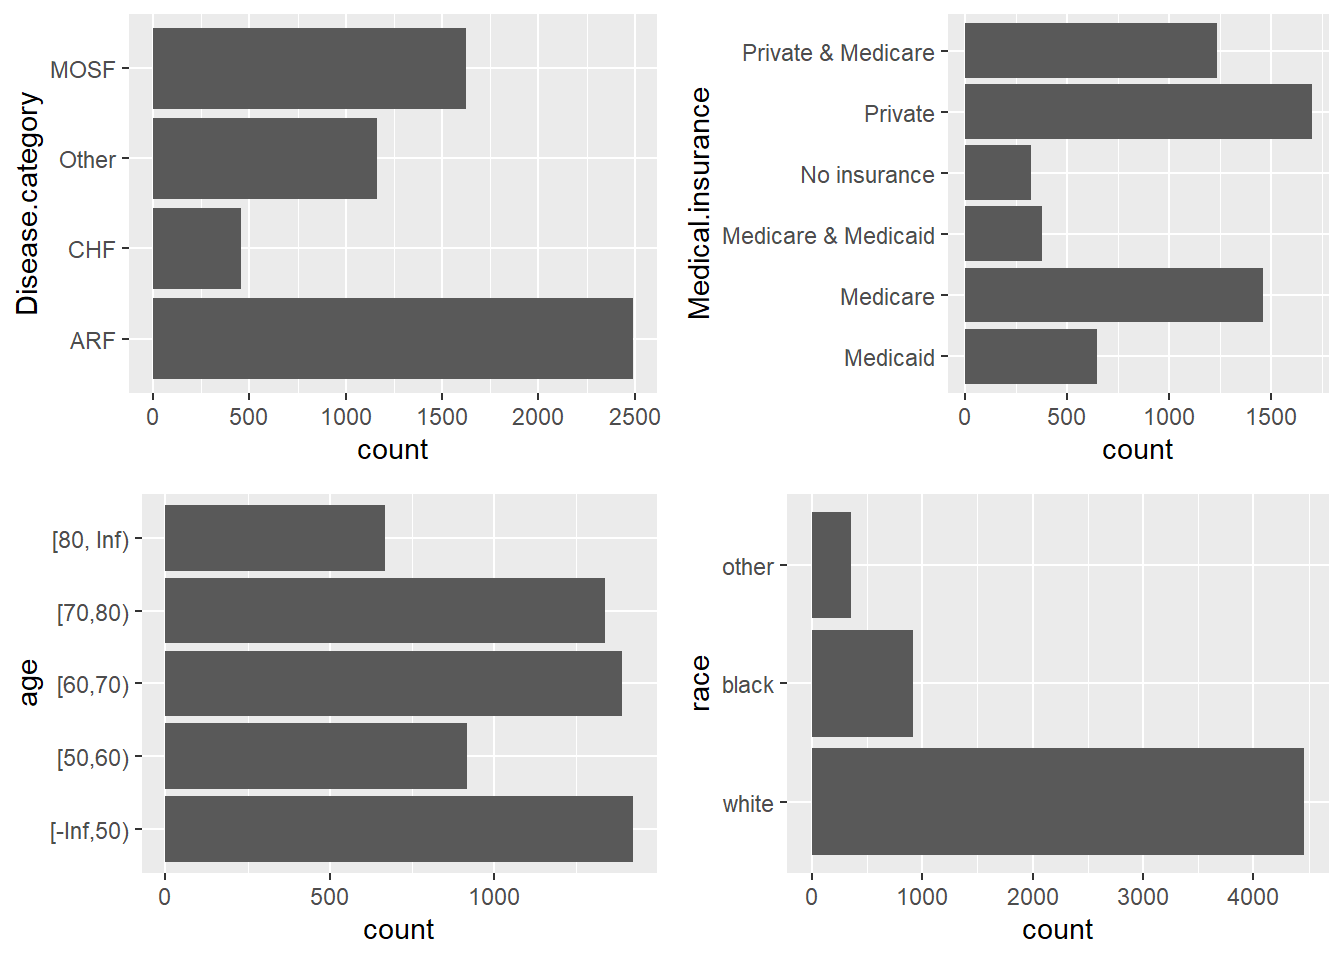 Disease.category
MOSF
Other
CHF
ARF
0 500 1000 1500 2000 2500
count
Medical.insurance
Private & Medicare
Private
No insurance
Medicare & Medicaid
Medicare
Medicaid
0 500 1000 1500
count
age
[80, Inf)
[70,80)
[60,70)
[50,60)
[-Inf,50)
0 500 1000
count
race
other
black
white
0 1000 2000 3000 4000
count